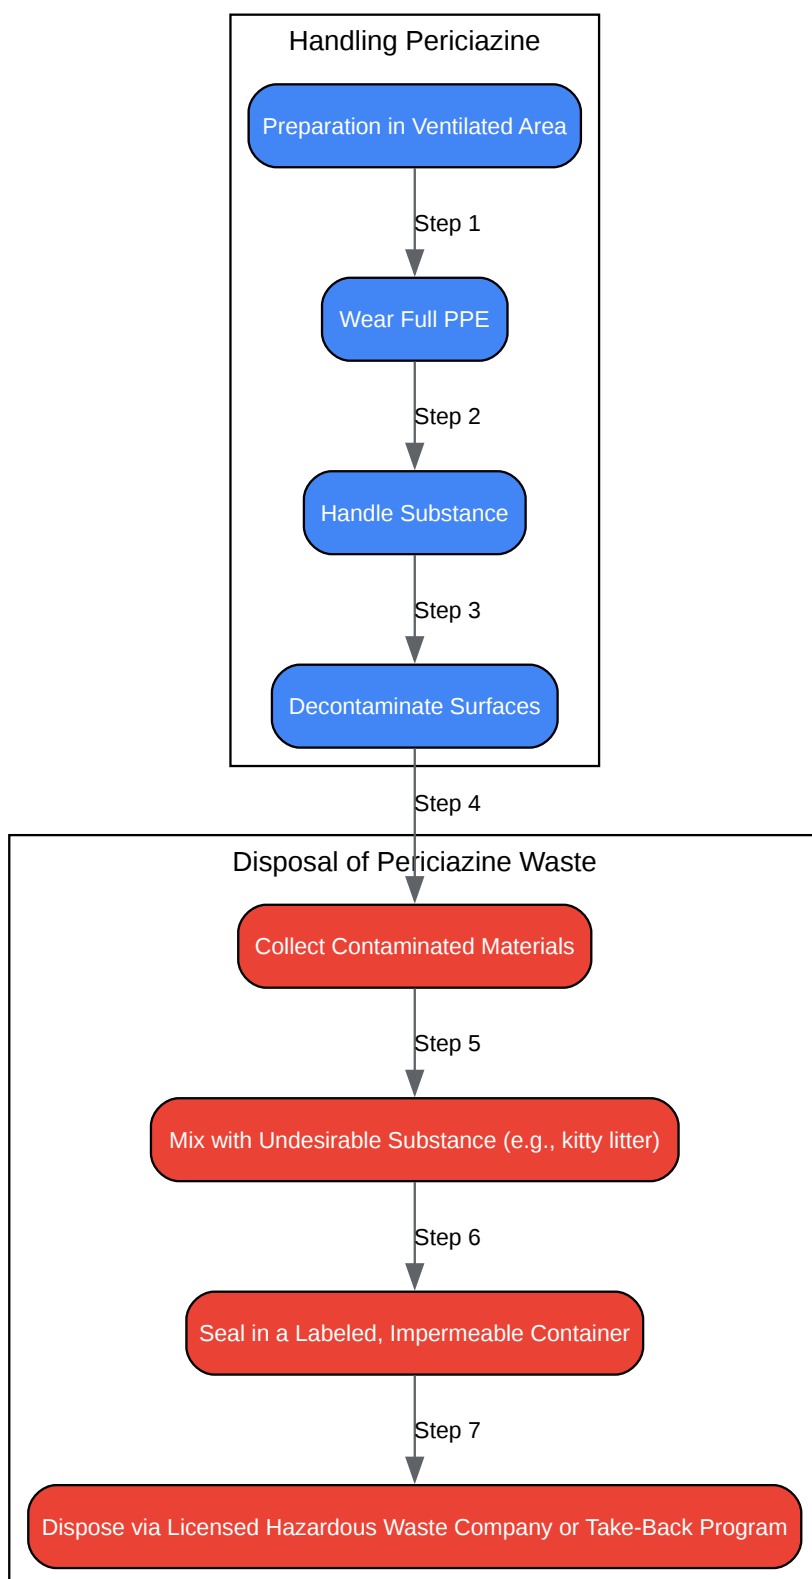 Handling Periciazine
Preparation in Ventilated Area
Step 1
Wear Full PPE
Step 2
Handle Substance
Step 3
Decontaminate Surfaces
Step 4
Disposal of Periciazine Waste
Collect Contaminated Materials
Step 5
Mix with Undesirable Substance (e.g., kitty litter)
Step 6
Seal in a Labeled, Impermeable Container
Step 7
Dispose via Licensed Hazardous Waste Company or Take-Back Program